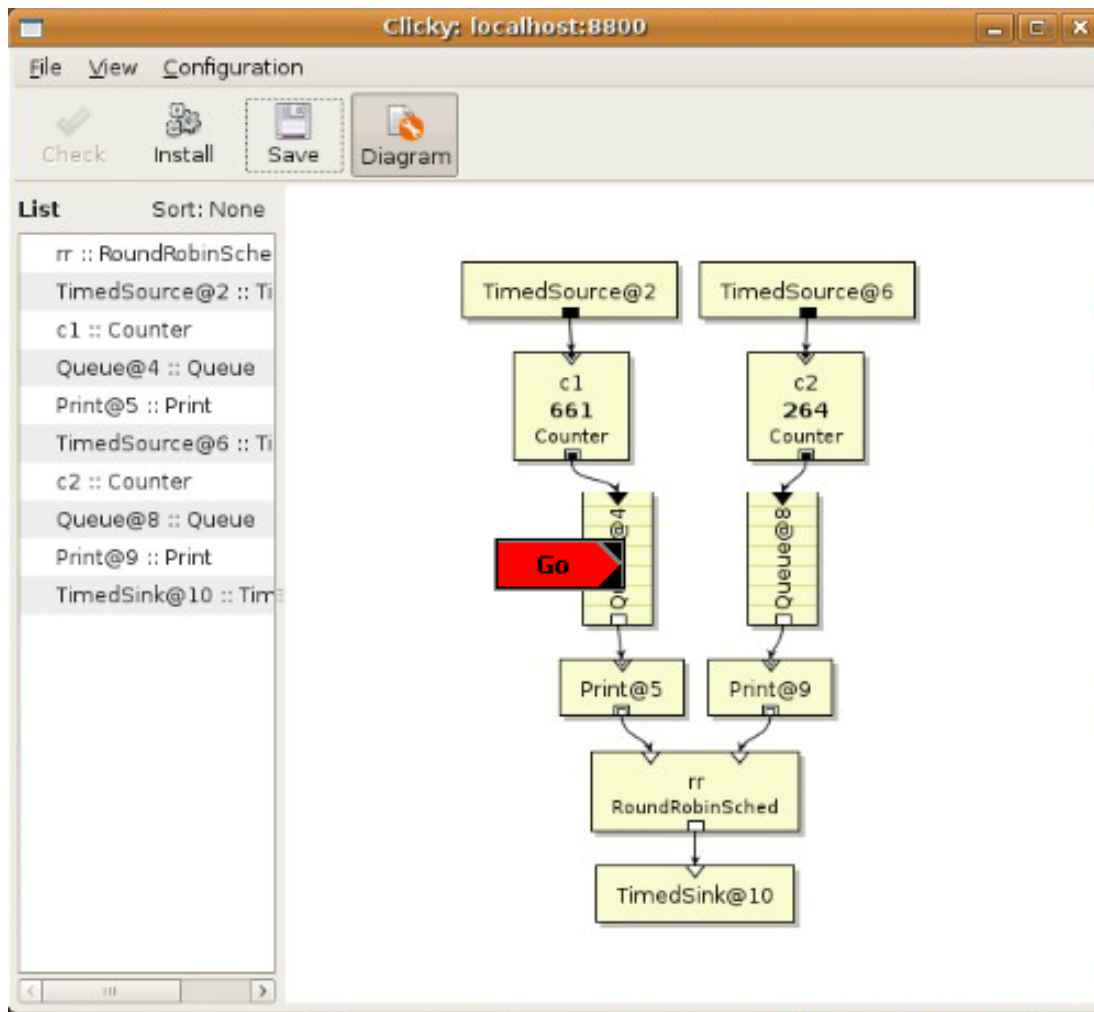 Clicky: localhost:8800
File View Configuration
Check Install Save Diagram
List Sort: None
rr :: RoundRobinSche
TimedSource@2 :: Ti
c1 :: Counter
Queue@4 :: Queue
Print@5 :: Print
TimedSource@6 :: Ti
c2 :: Counter
Queue@8 :: Queue
Print@9 :: Print
TimedSink@10 :: Tim
TimedSource@2 TimedSource@6
c1
661
Counter
c2
264
Counter
Go
Queue@8
Print@5 Print@9
rr
RoundRobinSched
TimedSink@10